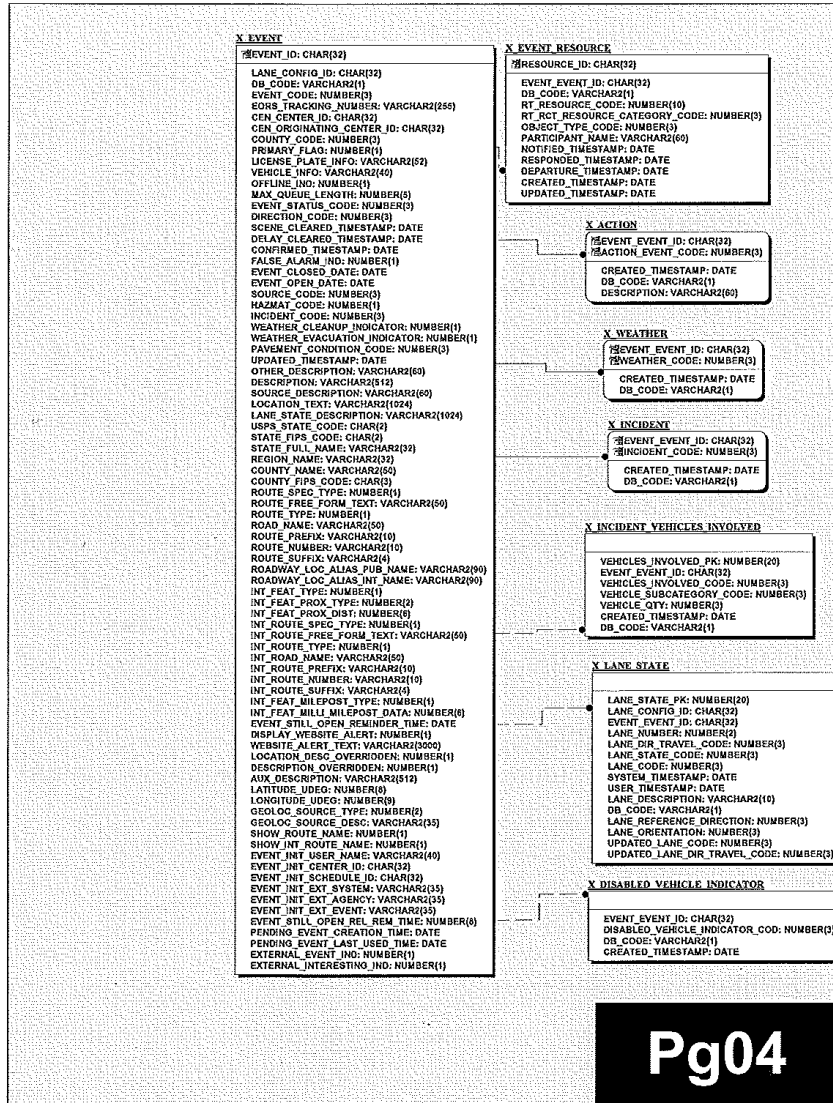 X_EVENT
EVENT_ID: CHAR(32)
LANE_CONFIG_ID: CHAR(32)
DB_CODE: VARCHAR2(1)
EVENT_CODE: NUMBER(3)
EORS_TRACKING_NUMBER: VARCHAR2(255)
CEN_CENTER_ID: CHAR(32)
CEN_ORIGINATING_CENTER_ID: CHAR(32)
COUNTY_CODE: NUMBER(3)
PRIMARY_FLAG: NUMBER(1)
LICENSE_PLATE_INFO: VARCHAR2(52)
VEHICLE_INFO: VARCHAR2(40)
OFFLINE_IND: NUMBER(1)
MAX_QUEUE_LENGTH: NUMBER(5)
EVENT_STATUS_CODE: NUMBER(3)
DIRECTION_CODE: NUMBER(3)
SCENE_CLEARED_TIMESTAMP: DATE
DELAY_CLEARED_TIMESTAMP: DATE
CONFIRMED_TIMESTAMP: DATE
FALSE_ALARM_IND: NUMBER(1)
EVENT_CLOSED_DATE: DATE
EVENT_OPEN_DATE: DATE
SOURCE_CODE: NUMBER(3)
HAZMAT_CODE: NUMBER(1)
INCIDENT_CODE: NUMBER(3)
WEATHER_CLEANUP_INDICATOR: NUMBER(1)
WEATHER_EVACUATION_INDICATOR: NUMBER(1)
PAVEMENT_CONDITION_CODE: NUMBER(3)
UPDATED_TIMESTAMP: DATE
OTHER_DESCRIPTION: VARCHAR2(60)
DESCRIPTION: VARCHAR2(512)
SOURCE_DESCRIPTION: VARCHAR2(60)
LOCATION_TEXT: VARCHAR2(1024)
LANE_STATE_DESCRIPTION: VARCHAR2(1024)
USPS_STATE_CODE: CHAR(2)
STATE_FIPS_CODE: CHAR(2)
STATE_FULL_NAME: VARCHAR2(32)
REGION_NAME: VARCHAR2(32)
COUNTY_NAME: VARCHAR2(50)
COUNTY_FIPS_CODE: CHAR(3)
ROUTE_SPEC_TYPE: NUMBER(1)
ROUTE_FREE_FORM_TEXT: VARCHAR2(50)
ROUTE_TYPE: NUMBER(1)
ROAD_NAME: VARCHAR2(50)
ROUTE_PREFIX: VARCHAR2(10)
ROUTE_NUMBER: VARCHAR2(10)
ROUTE_SUFFIX: VARCHAR2(4)
ROADWAY_LOC_ALIAS_PUB_NAME: VARCHAR2(90)
ROADWAY_LOC_ALIAS_INT_NAME: VARCHAR2(90)
INT_FEAT_TYPE: NUMBER(1)
INT_FEAT_PROX_TYPE: NUMBER(2)
INT_FEAT_PROX_DIST: NUMBER(6)
INT_ROUTE_SPEC_TYPE: NUMBER(1)
INT_ROUTE_FREE_FORM_TEXT: VARCHAR2(50)
INT_ROUTE_TYPE: NUMBER(1)
INT_ROAD_NAME: VARCHAR2(50)
INT_ROUTE_PREFIX: VARCHAR2(10)
INT_ROUTE_NUMBER: VARCHAR2(10)
INT_ROUTE_SUFFIX: VARCHAR2(4)
INT_FEAT_MILEPOST_TYPE: NUMBER(1)
INT_FEAT_MILLI_MILEPOST_DATA: NUMBER(6)
EVENT_STILL_OPEN_REMINDER_TIME: DATE
DISPLAY_WEBSITE_ALERT: NUMBER(1)
WEBSITE_ALERT_TEXT: VARCHAR2(3000)
LOCATION_DESC_OVERRIDDEN: NUMBER(1)
DESCRIPTION_OVERRIDDEN: NUMBER(1)
AUX_DESCRIPTION: VARCHAR2(512)
LATITUDE_UDEG: NUMBER(8)
LONGITUDE_UDEG: NUMBER(9)
GEOLOC_SOURCE_TYPE: NUMBER(2)
GEOLOC_SOURCE_DESC: VARCHAR2(35)
SHOW_ROUTE_NAME: NUMBER(1)
SHOW_INT_ROUTE_NAME: NUMBER(1)
EVENT_INIT_USER_NAME: VARCHAR2(40)
EVENT_INIT_CENTER_ID: CHAR(32)
EVENT_INIT_SCHEDULE_ID: CHAR(32)
EVENT_INIT_EXT_SYSTEM: VARCHAR2(35)
EVENT_INIT_EXT_AGENCY: VARCHAR2(35)
EVENT_INIT_EXT_EVENT: VARCHAR2(35)
EVENT_STILL_OPEN_REL_REM_TIME: NUMBER(8)
PENDING_EVENT_CREATION_TIME: DATE
PENDING_EVENT_LAST_USED_TIME: DATE
EXTERNAL_EVENT_IND: NUMBER(1)
EXTERNAL_INTERESTING_IND: NUMBER(1)
X_EVENT_RESOURCE
RESOURCE_ID: CHAR(32)
EVENT_EVENT_ID: CHAR(32)
DB_CODE: VARCHAR2(1)
RT_RESOURCE_CODE: NUMBER(10)
RT_RCT_RESOURCE_CATEGORY_CODE: NUMBER(3)
OBJECT_TYPE_CODE: NUMBER(3)
PARTICIPANT_NAME: VARCHAR2(60)
NOTIFIED_TIMESTAMP: DATE
RESPONDED_TIMESTAMP: DATE
DEPARTURE_TIMESTAMP: DATE
CREATED_TIMESTAMP: DATE
UPDATED_TIMESTAMP: DATE
X_ACTION
EVENT_EVENT_ID: CHAR(32)
ACTION_EVENT_CODE: NUMBER(3)
CREATED_TIMESTAMP: DATE
DB_CODE: VARCHAR2(1)
DESCRIPTION: VARCHAR2(60)
X_WEATHER
EVENT_EVENT_ID: CHAR(32)
WEATHER_CODE: NUMBER(3)
CREATED_TIMESTAMP: DATE
DB_CODE: VARCHAR2(1)
X_INCIDENT
EVENT_EVENT_ID: CHAR(32)
INCIDENT_CODE: NUMBER(3)
CREATED_TIMESTAMP: DATE
DB_CODE: VARCHAR2(1)
X_INCIDENT_VEHICLES_INVOLVED
VEHICLES_INVOLVED_PK: NUMBER(20)
EVENT_EVENT_ID: CHAR(32)
VEHICLES_INVOLVED_CODE: NUMBER(3)
VEHICLE_SUBCATEGORY_CODE: NUMBER(3)
VEHICLE_QTY: NUMBER(3)
CREATED_TIMESTAMP: DATE
DB_CODE: VARCHAR2(1)
X_LANE_STATE
LANE_STATE_PK: NUMBER(20)
LANE_CONFIG_ID: CHAR(32)
EVENT_EVENT_ID: CHAR(32)
LANE_NUMBER: NUMBER(2)
LANE_DIR_TRAVEL_CODE: NUMBER(3)
LANE_STATE_CODE: NUMBER(3)
LANE_CODE: NUMBER(3)
SYSTEM_TIMESTAMP: DATE
USER_TIMESTAMP: DATE
LANE_DESCRIPTION: VARCHAR2(10)
DB_CODE: VARCHAR2(1)
LANE_REFERENCE_DIRECTION: NUMBER(3)
LANE_ORIENTATION: NUMBER(3)
UPDATED_LANE_CODE: NUMBER(3)
UPDATED_LANE_DIR_TRAVEL_CODE: NUMBER(3)
X_DISABLED_VEHICLE_INDICATOR
EVENT_EVENT_ID: CHAR(32)
DISABLED_VEHICLE_INDICATOR_COD: NUMBER(3)
DB_CODE: VARCHAR2(1)
CREATED_TIMESTAMP: DATE
Pg04